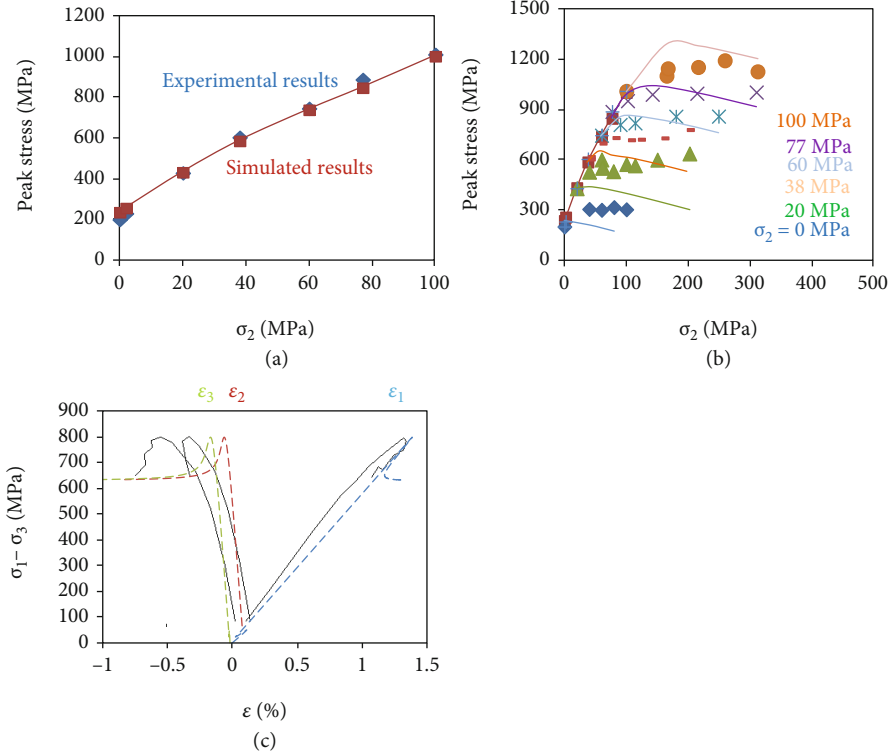 Peak stress (MPa)
1200
1000
800
600
400
200
0
Experimental results
Simulated results
0
20
40
60
80
100
σ2 (MPa)
(a)
Peak stress (MPa)
1500
1200
900
600
300
0
100 MPa
77 MPa
60 MPa
38 MPa
20 MPa
σ2 = 0 MPa
0
100
200
300
400
500
σ2 (MPa)
(b)
ε3
ε2
ε1
σ1– σ3 (MPa)
900
800
700
600
500
400
300
200
100
0
–1
–0.5
0
0.5
1
1.5
ε (%)
(c)